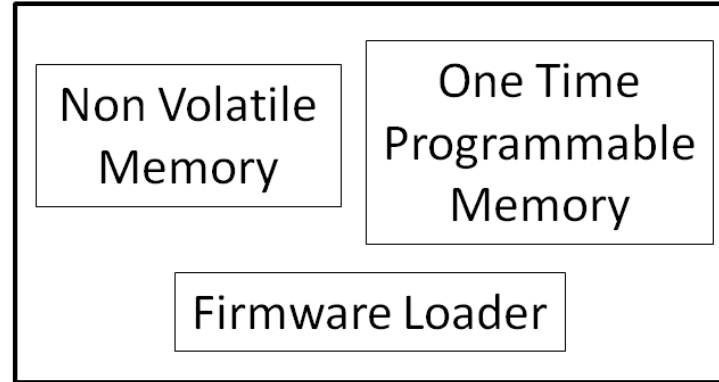 Non Volatile
Memory
One Time
Programmable
Memory
Firmware Loader